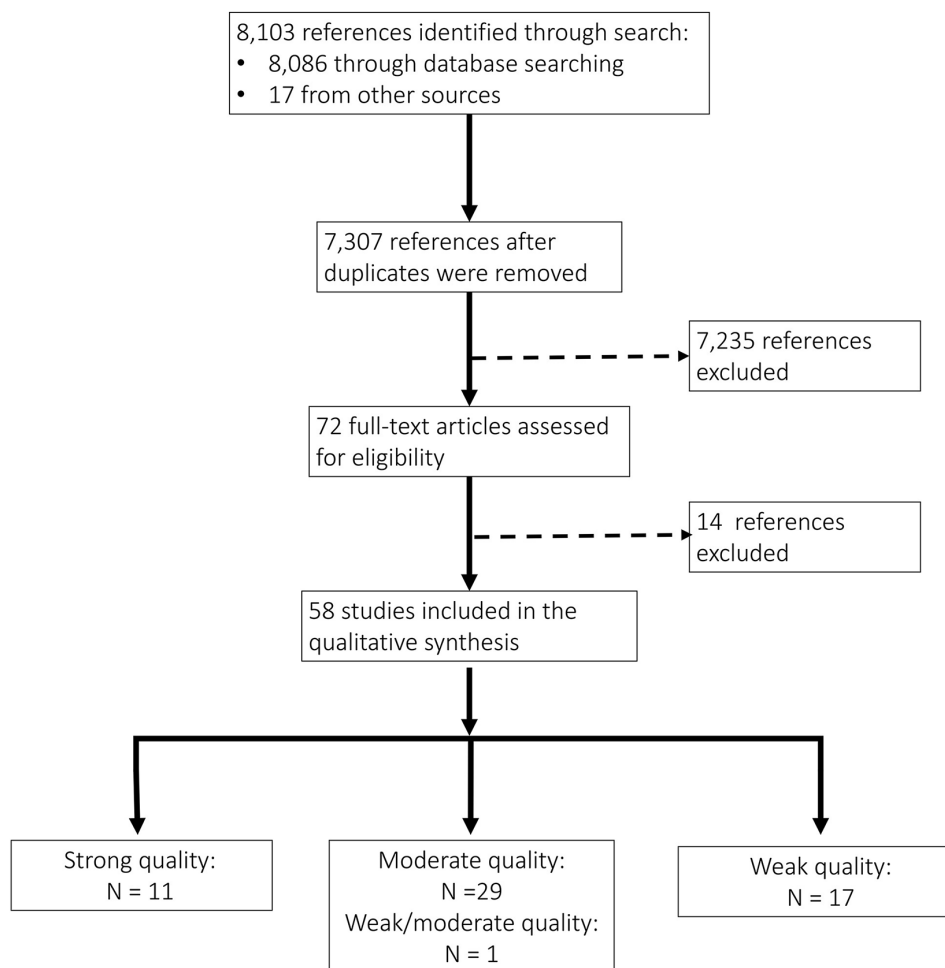 8,103 references identified through search:
• 8,086 through database searching
• 17 from other sources
7,307 references after
duplicates were removed
7,235 references
excluded
72 full-text articles assessed
for eligibility
14 references
excluded
58 studies included in the
qualitative synthesis
Strong quality:
N = 11
Moderate quality:
N =29
Weak/moderate quality:
N = 1
Weak quality:
N = 17